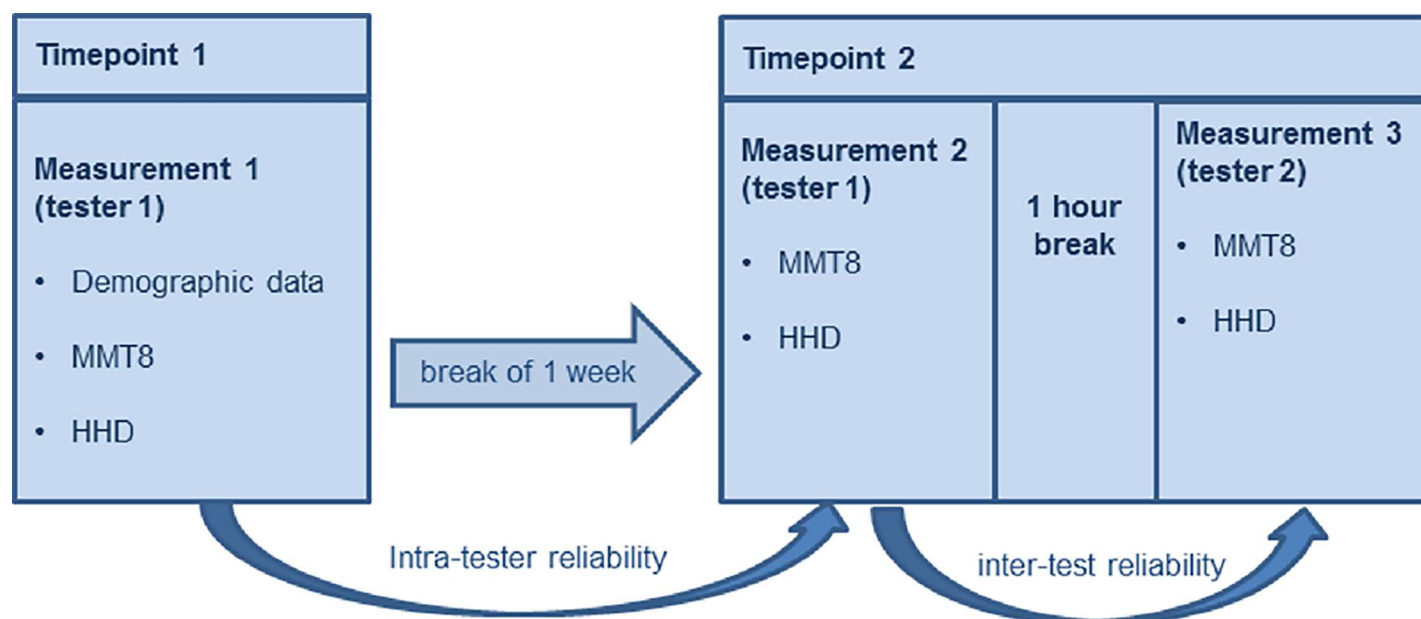 Timepoint 1
Measurement 1
(tester 1)
• Demographic data
• MMT8
• HHD
break of 1 week
Timepoint 2
Measurement 2
(tester 1)
• MMT8
• HHD
1 hour
break
Measurement 3
(tester 2)
• MMT8
• HHD
Intra-tester reliability
inter-test reliability